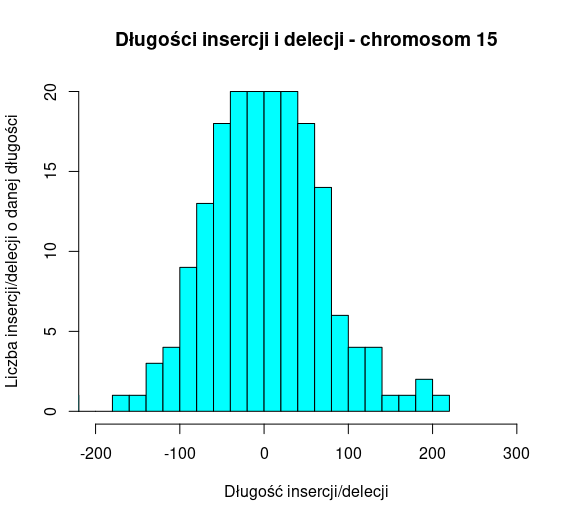 Długości insercji i delecji - chromosom 15
Liczba insercji/delecji o danej długości
20
15
10
5
0
-200 -100 0 100 200 300
Długość insercji/delecji